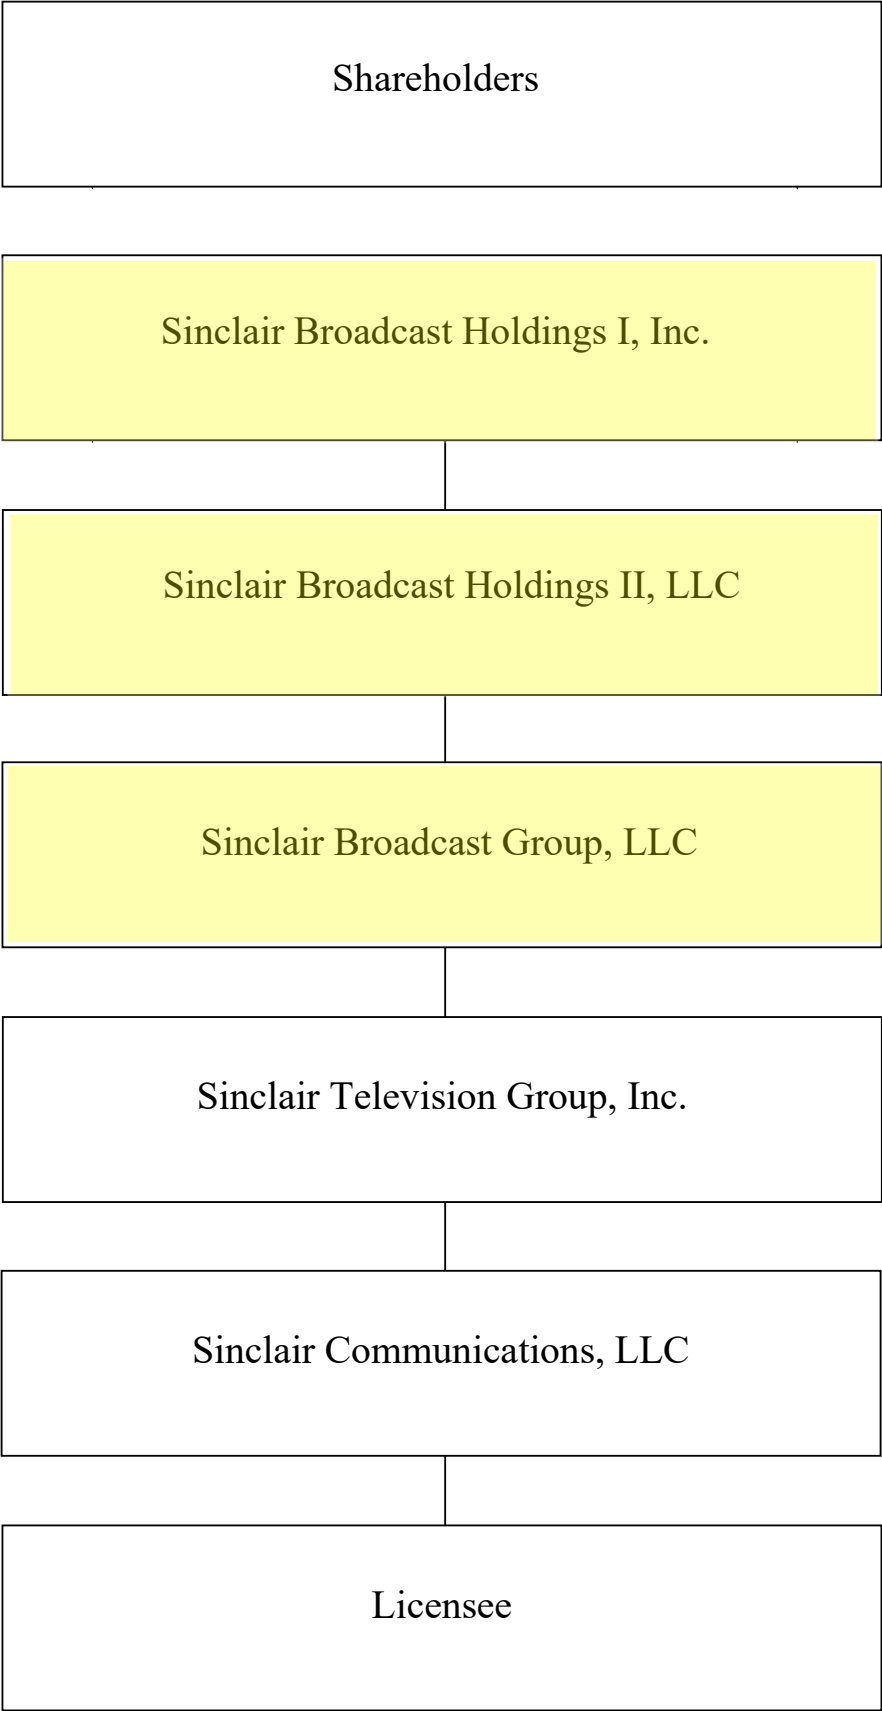 Shareholders
Sinclair Broadcast Holdings I, Inc.
Sinclair Broadcast Holdings II, LLC
Sinclair Broadcast Group, LLC
Sinclair Television Group, Inc.
Sinclair Communications, LLC
Licensee